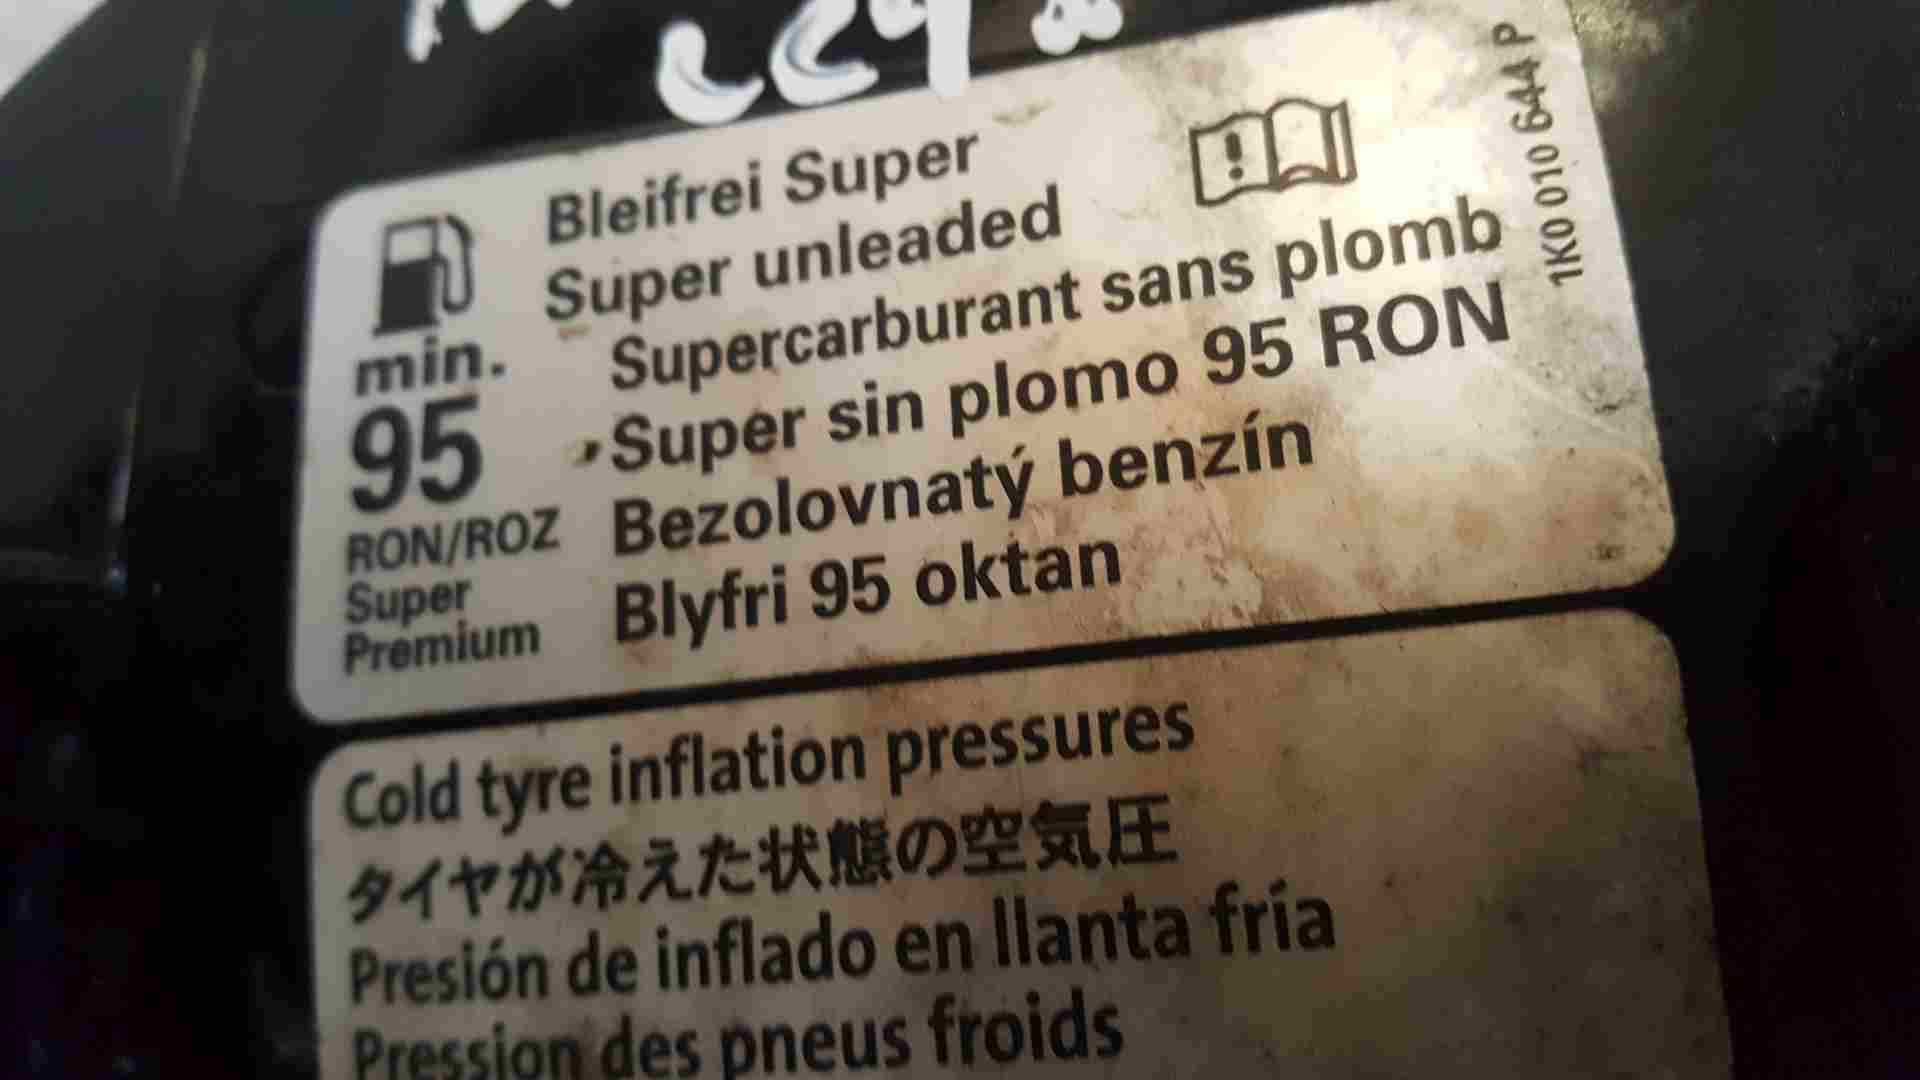 Bleifrei Super
Super unleaded
Supercarburant sans plomb
Super sin plomo 95 RON
Bezolovnatý benzín
Blyfri 95 oktan
min.
95
RON/ROZ
Super
Premium
1K0 010 644 P
Cold tyre inflation pressures
タイヤが冷えた状態の空気圧
Presión de inflado en llanta fría
Pression des pneus froids